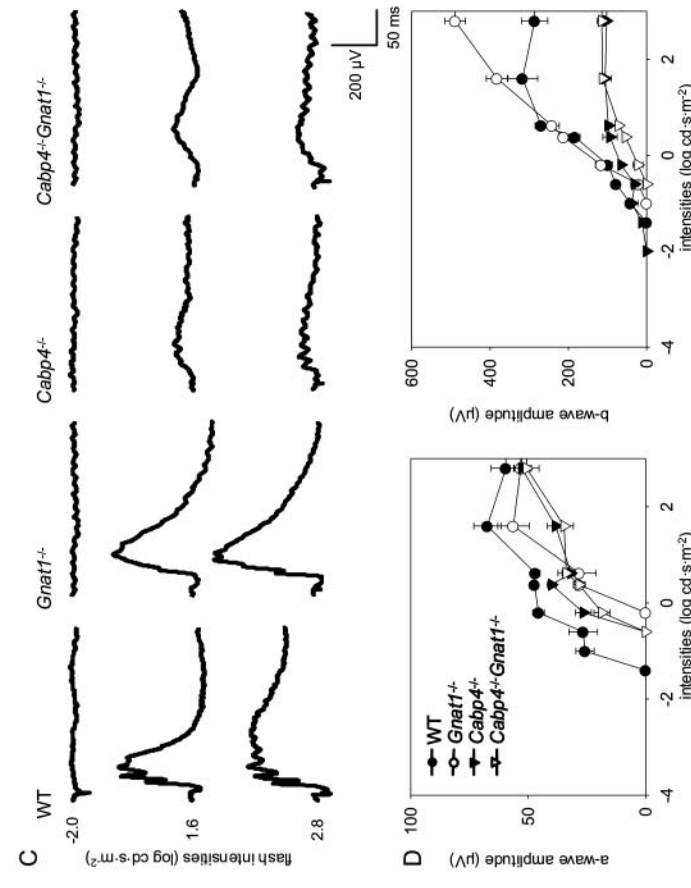 C
WT
Gnat1-/-
Cabp4-/-
Cabp4-/-Gnat1-/-
flash intensities (log cd·s·m-2)
-2.0
1.6
2.8
200 µV
50 ms
D
a-wave amplitude (µV)
100
50
0
WT
Gnat1-/-
Cabp4-/-
Cabp4-/-Gnat1-/-
-4
-2
0
2
intensities (log cd·s·m-2)
b-wave amplitude (µV)
600
400
200
0
-4
-2
0
2
intensities (log cd·s·m-2)